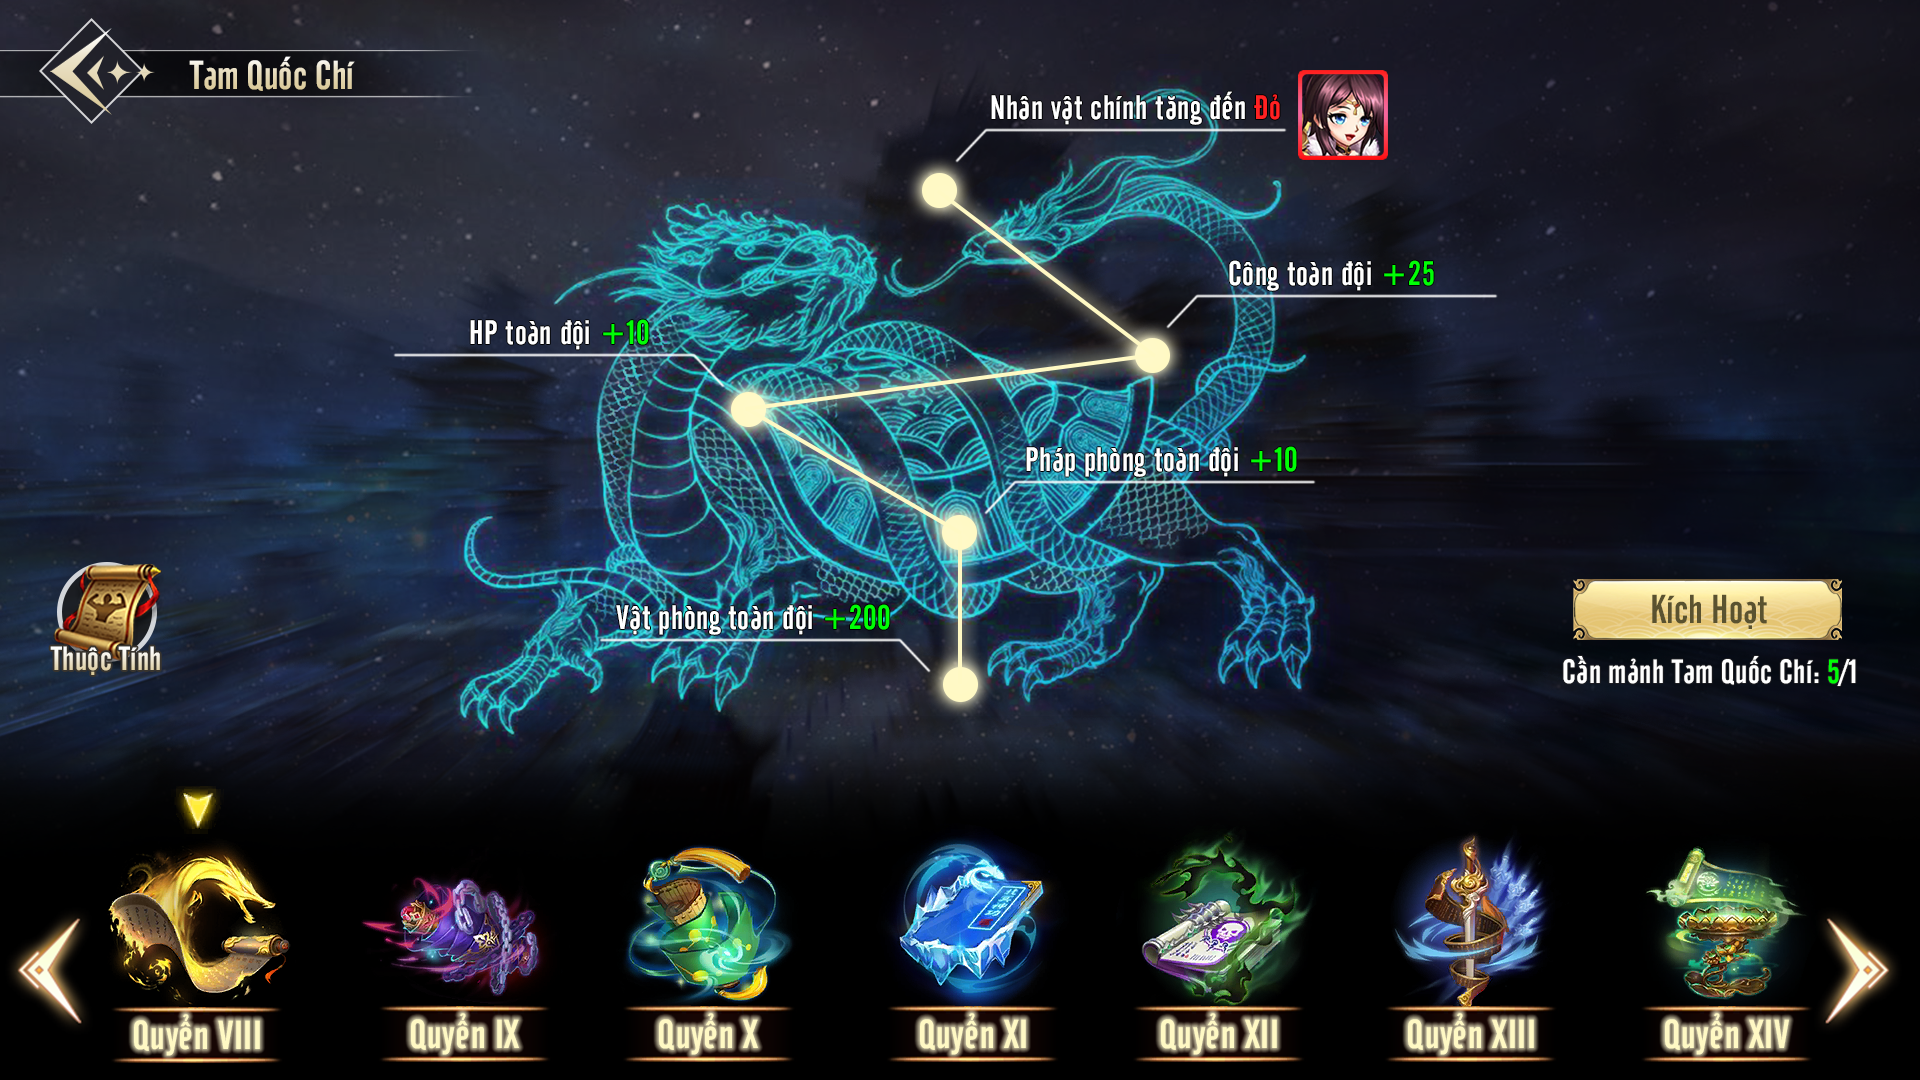 Tam Quốc Chí
Nhân vật chính tăng đến Đỏ
Công toàn đội +25
HP toàn đội +10
Pháp phòng toàn đội +10
Vật phòng toàn đội +200
Thuộc Tính
Kích Hoạt
Cần mảnh Tam Quốc Chí: 5/1
Quyển VIII
Quyển IX
Quyển X
Quyển XI
Quyển XII
Quyển XIII
Quyển XIV